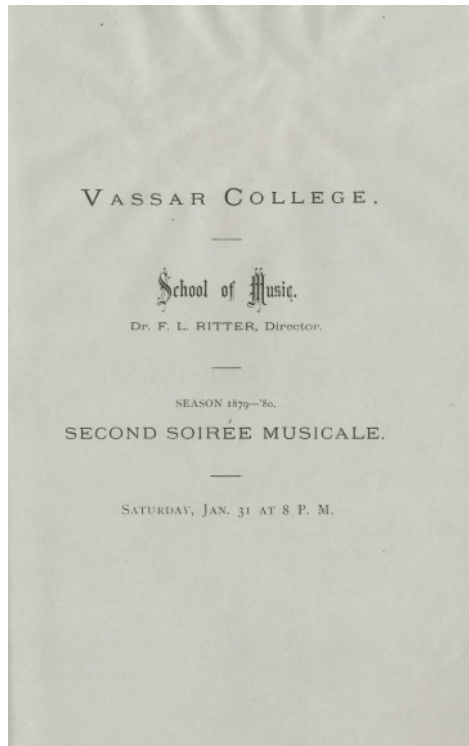 VASSAR COLLEGE.
School of Music.
Dr. F. L. RITTER, Director.
SEASON 1879—'80.
SECOND SOIRÉE MUSICALE.
SATURDAY, JAN. 31 AT 8 P. M.